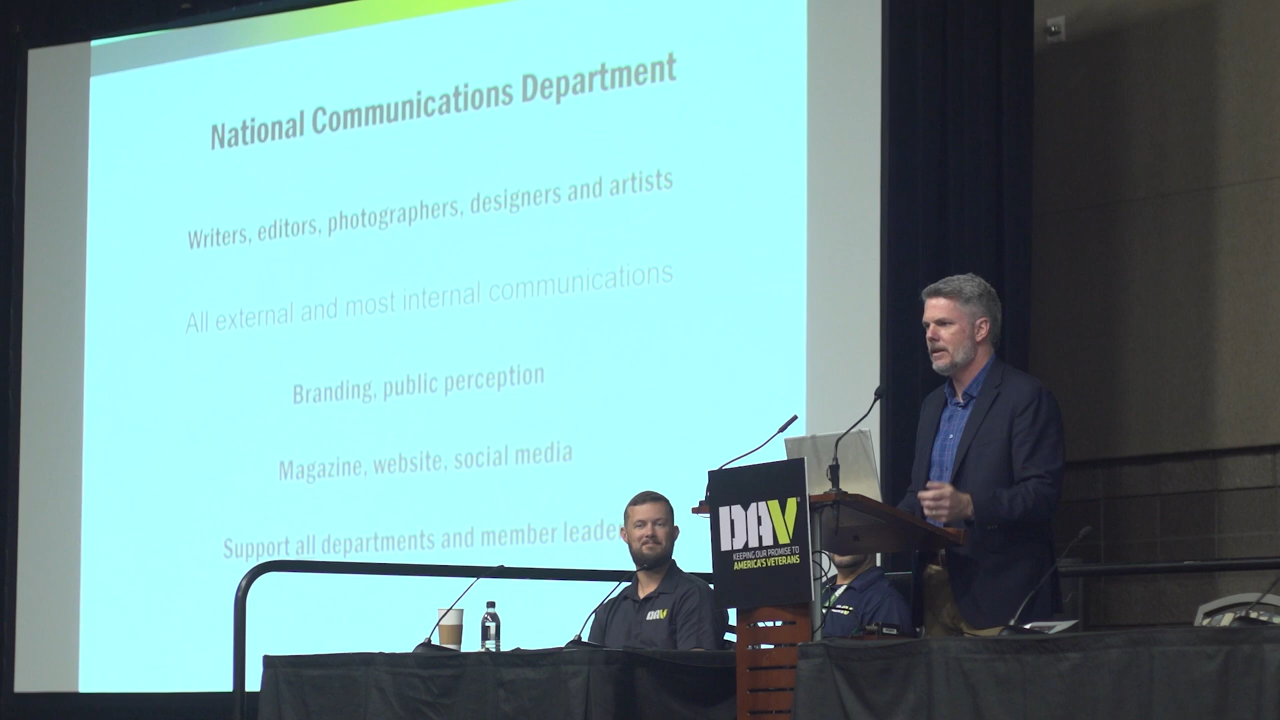 National Communications Department
Writers, editors, photographers, designers and artists
All external and most internal communications
Branding, public perception
Magazine, website, social media
Support all departments and member leade
DAV
KEEPING OUR PROMISE TO
AMERICA'S VETERANS
DAV